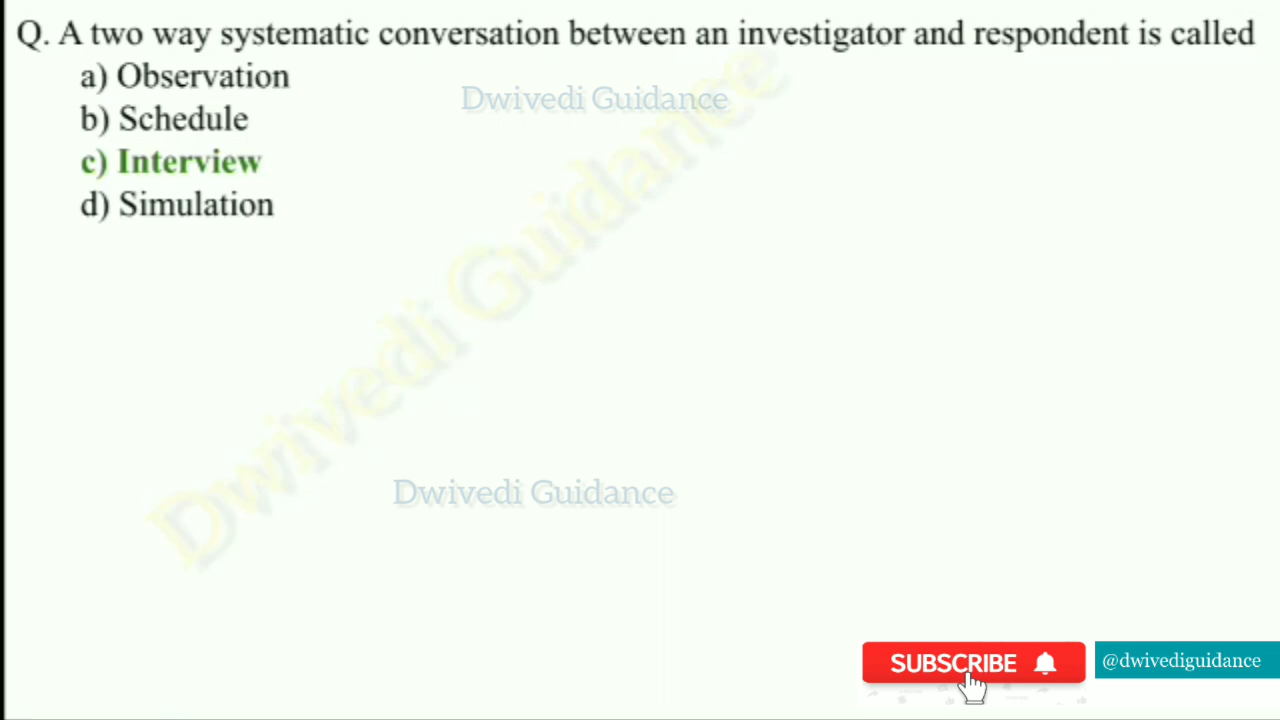 Q. A two way systematic conversation between an investigator and respondent is called
a) Observation
Dwivedi Guidance
b) Schedule
c) Interview
d) Simulation
Dwivedi Guidance
Dwivedi Guidance
SUBSCRIBE
@dwivediguidance